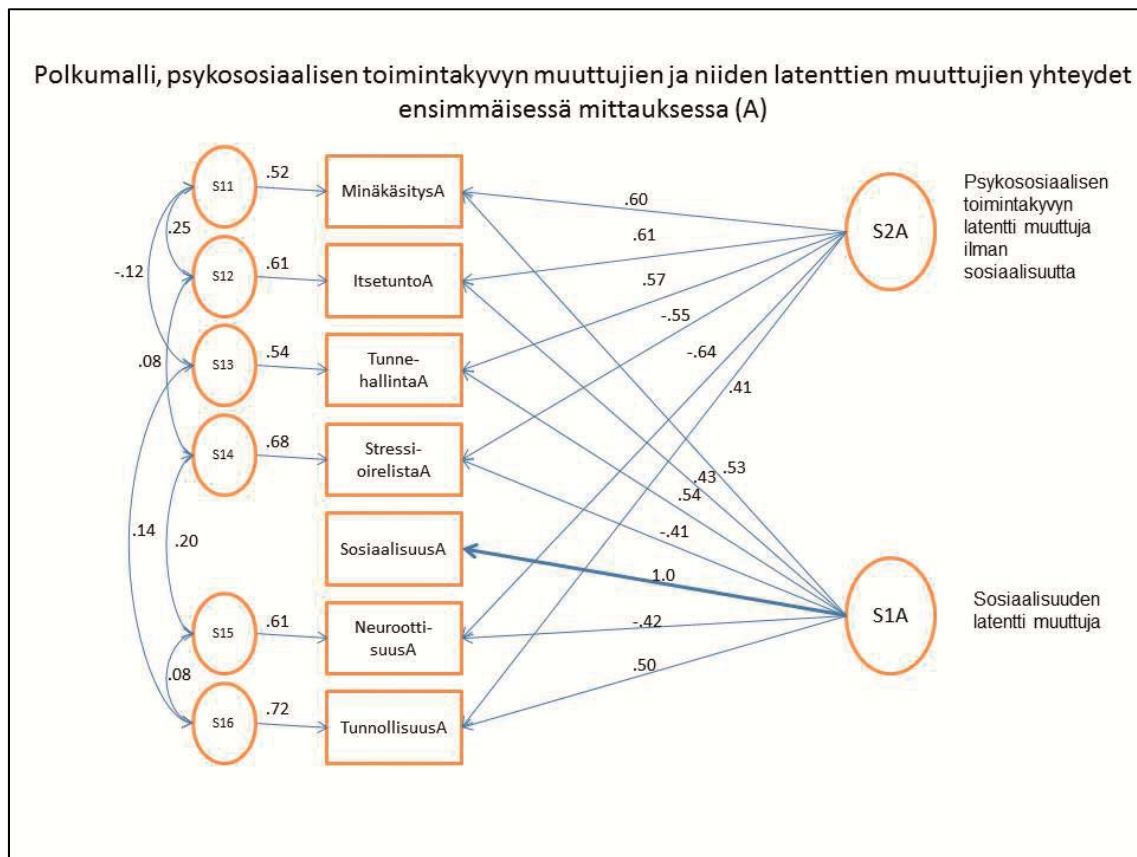 Polkumalli, psykososiaalisen toimintakyvyn muuttujien ja niiden latenttien muuttujien yhteydet
ensimmäisessä mittauksessa (A)
S11
.52
MinäkäsitysA
.60
S2A
Psykososiaalisen
toimintakyvyn
latentti muuttuja
ilman
sosiaalisuutta
.25
.61
-.12
S12
.61
ItsetuntoA
.57
-.55
.08
S13
.54
Tunne-
hallintaA
-.64
.41
S14
.68
Stressi-
oirelistaA
.53
.43
.54
.14
.20
-.41
SosiaalisuusA
1.0
S1A
Sosiaalisuuden
latentti muuttuja
S15
.61
Neurootti-
suusA
-.42
.08
.50
S16
.72
TunnollisuusA